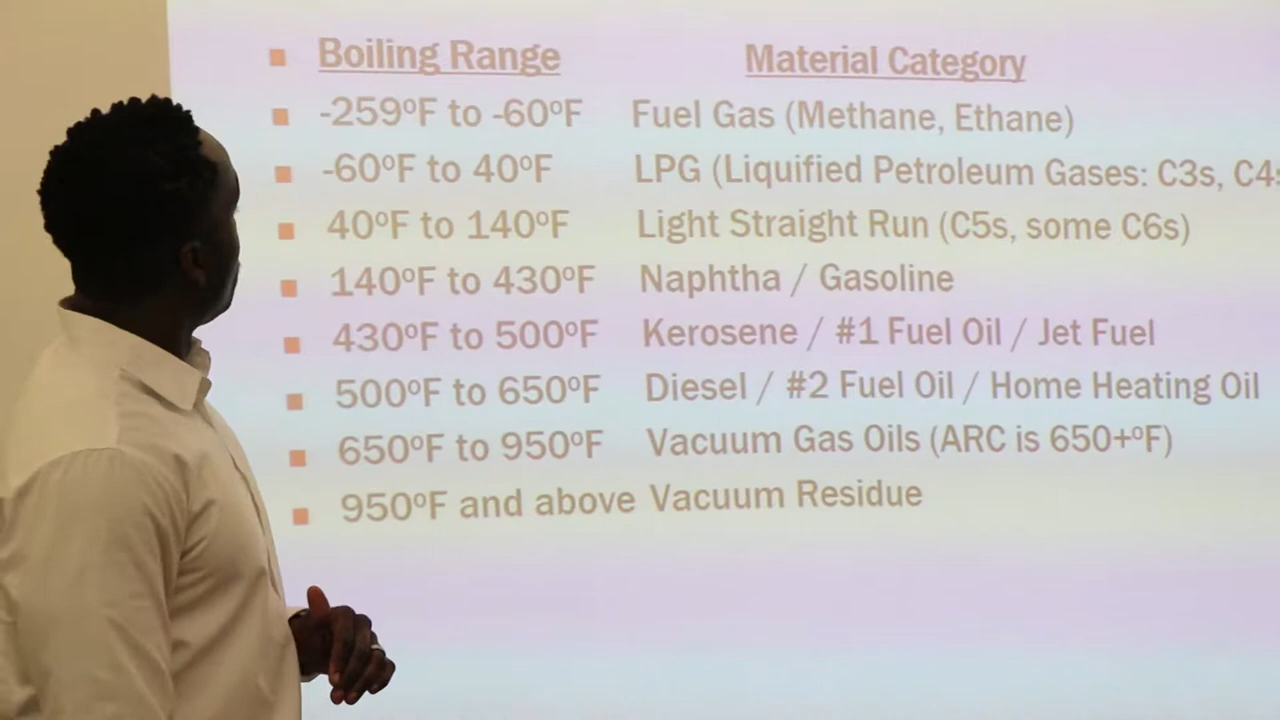 Boiling Range Material Category
-259ºF to -60ºF Fuel Gas (Methane, Ethane)
-60ºF to 40ºF LPG (Liquified Petroleum Gases: C3s, C4s
40ºF to 140ºF Light Straight Run (C5s, some C6s)
140ºF to 430ºF Naphtha / Gasoline
430ºF to 500ºF Kerosene / #1 Fuel Oil / Jet Fuel
500ºF to 650ºF Diesel / #2 Fuel Oil / Home Heating Oil
650ºF to 950ºF Vacuum Gas Oils (ARC is 650+ºF)
950ºF and above Vacuum Residue